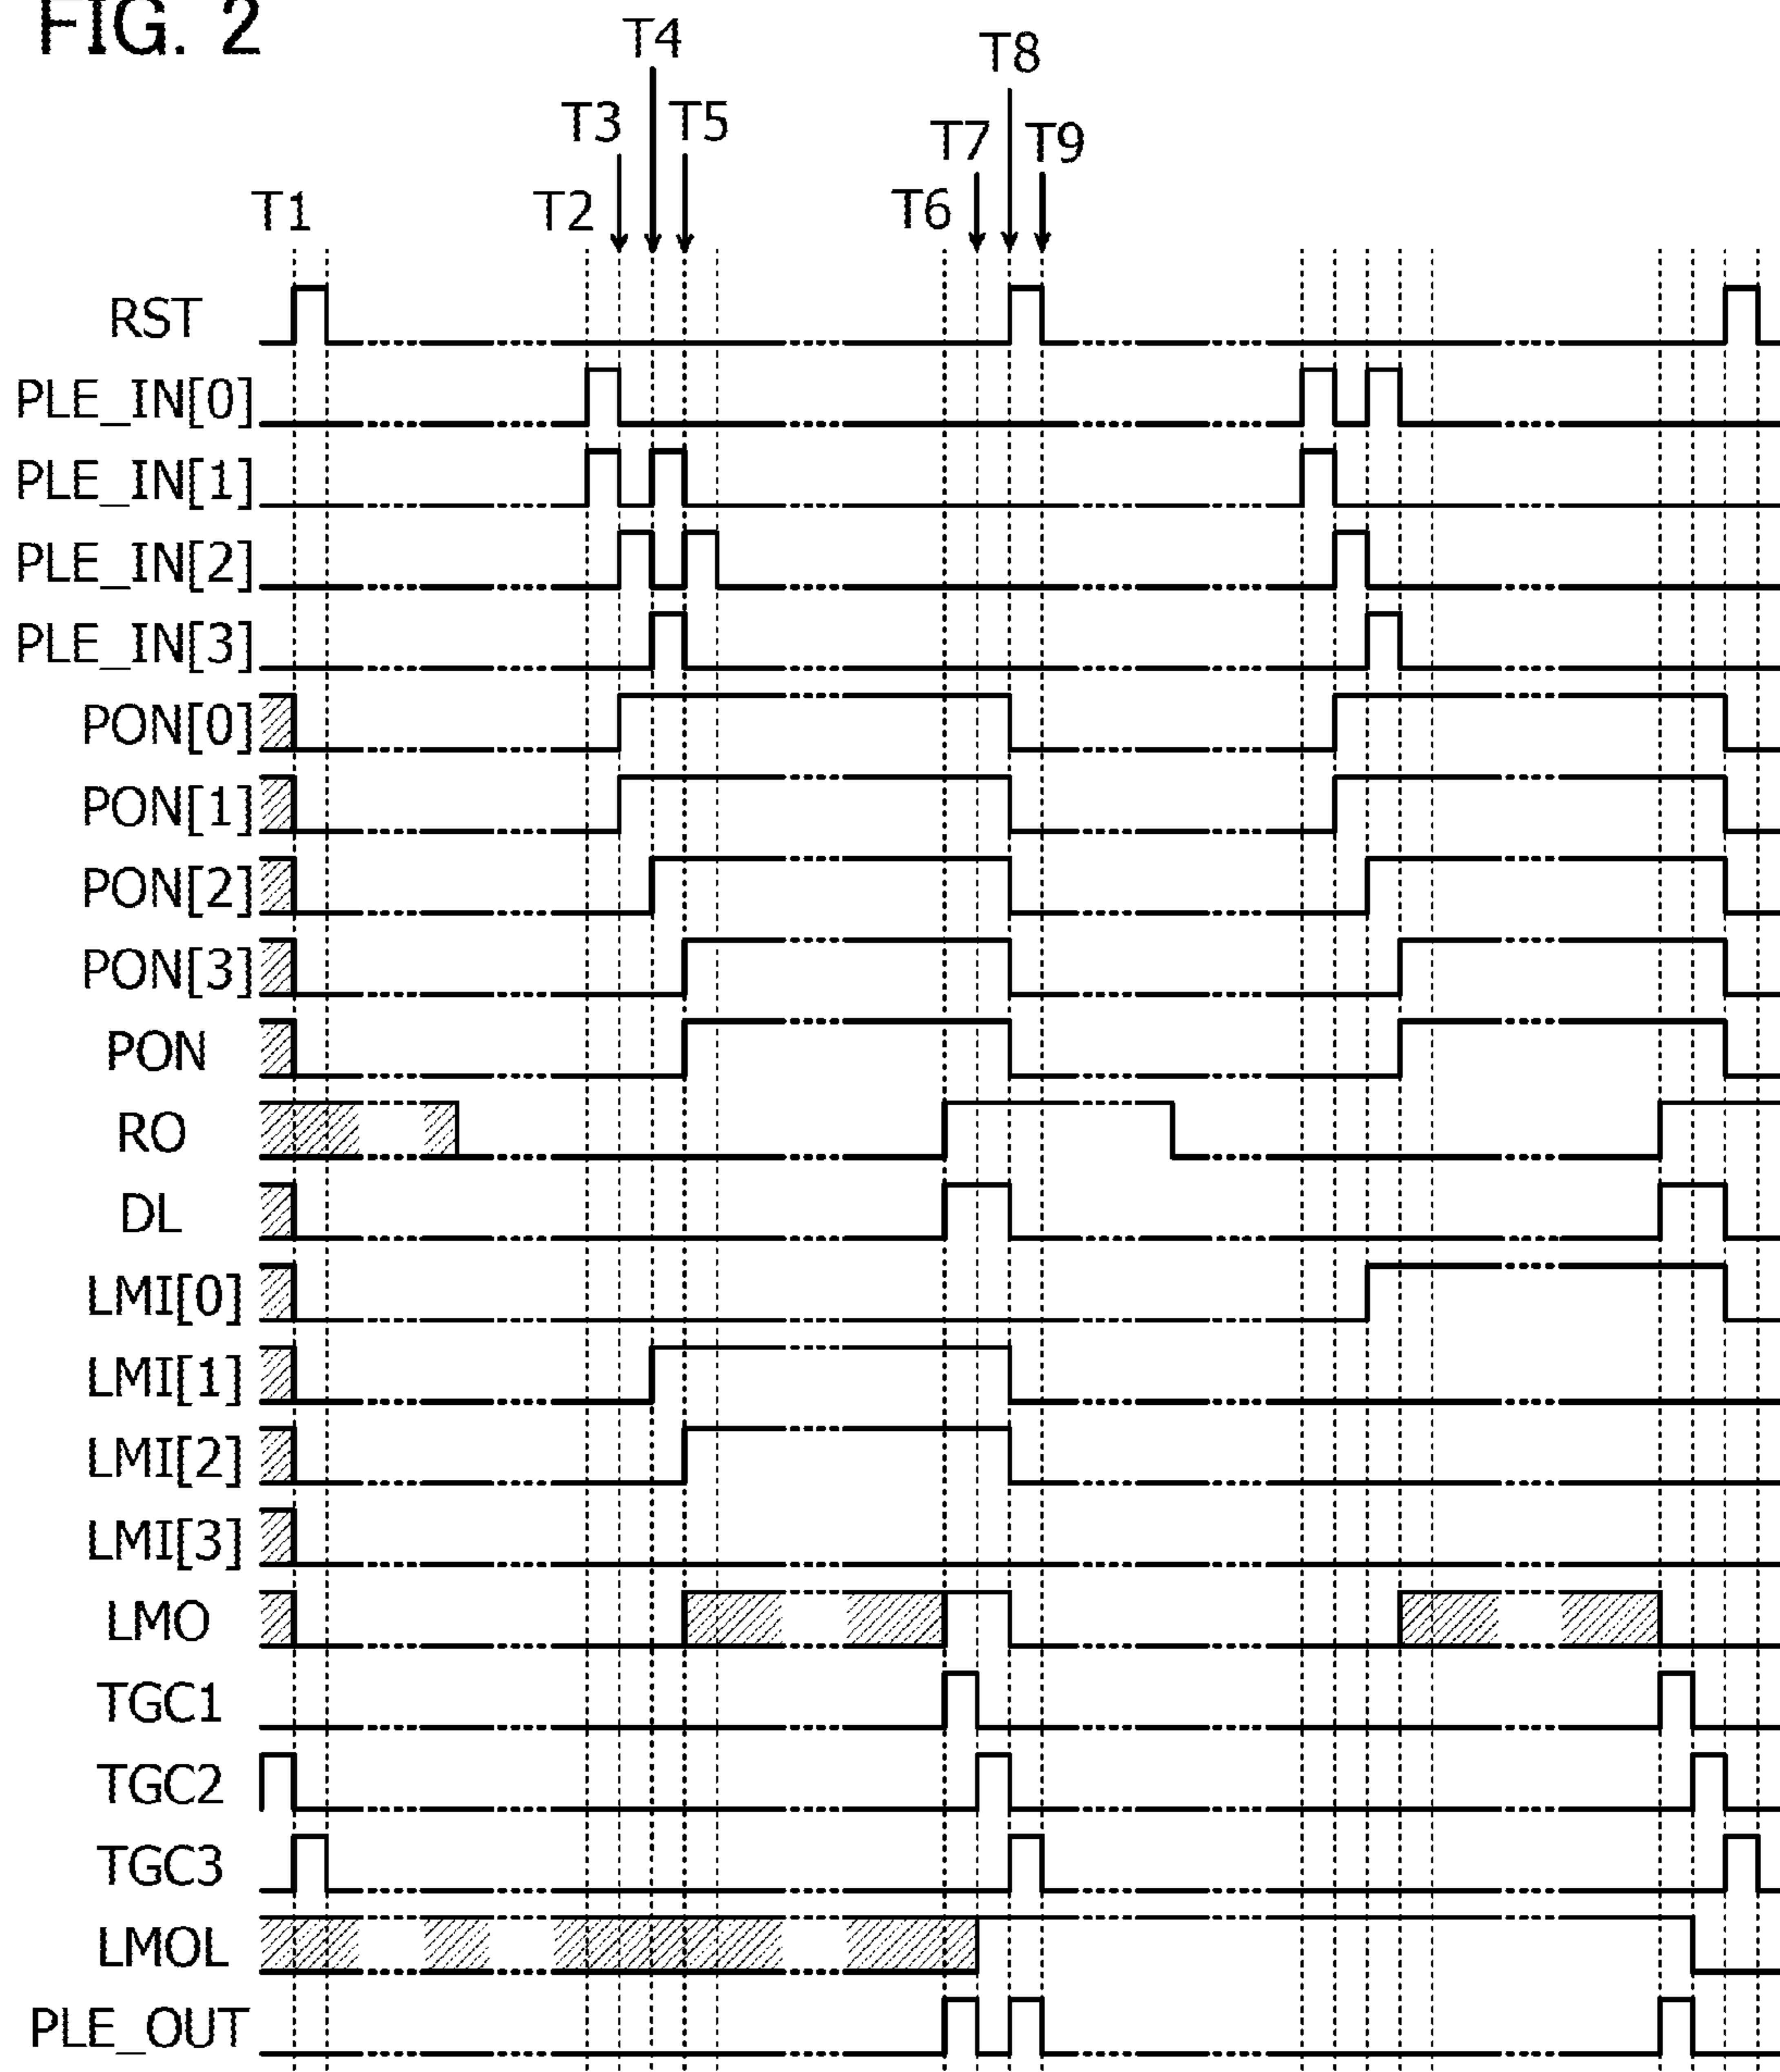 FIG. 2
T4
T8
T3
T5
T7
T9
T1
T2
T6
RST
PLE_IN[0]
PLE_IN[1]
PLE_IN[2]
PLE_IN[3]
PON[0]
PON[1]
PON[2]
PON[3]
PON
RO
DL
LMI[0]
LMI[1]
LMI[2]
LMI[3]
LMO
TGC1
TGC2
TGC3
LMOL
PLE_OUT